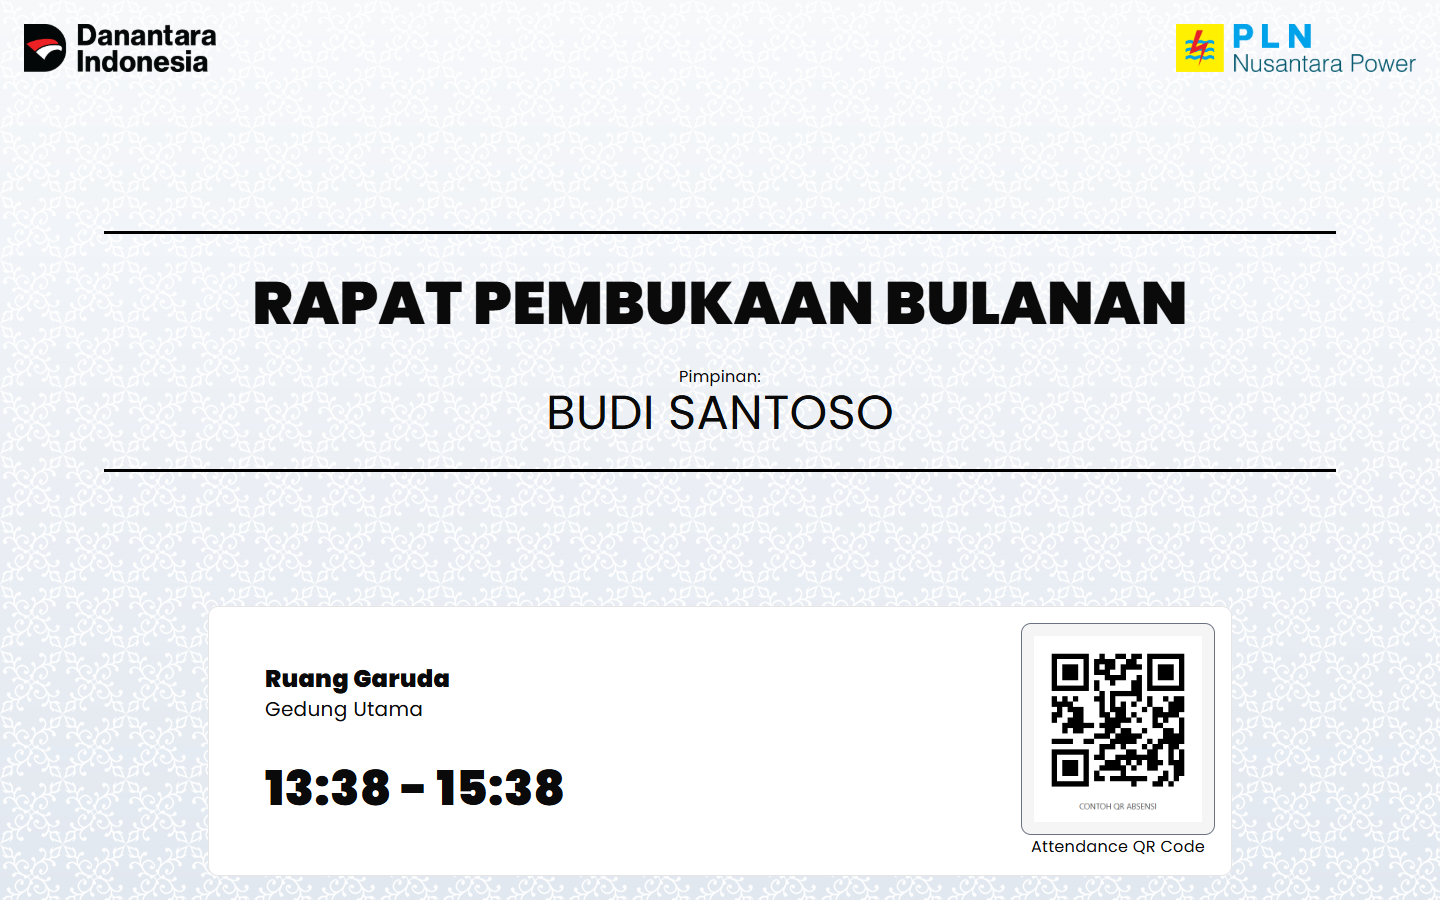 Danantara
Indonesia
PLN
Nusantara Power
RAPAT PEMBUKAAN BULANAN
Pimpinan:
BUDI SANTOSO
Ruang Garuda
Gedung Utama
13:38 – 15:38
CONTOH QR ABSENSI
Attendance QR Code